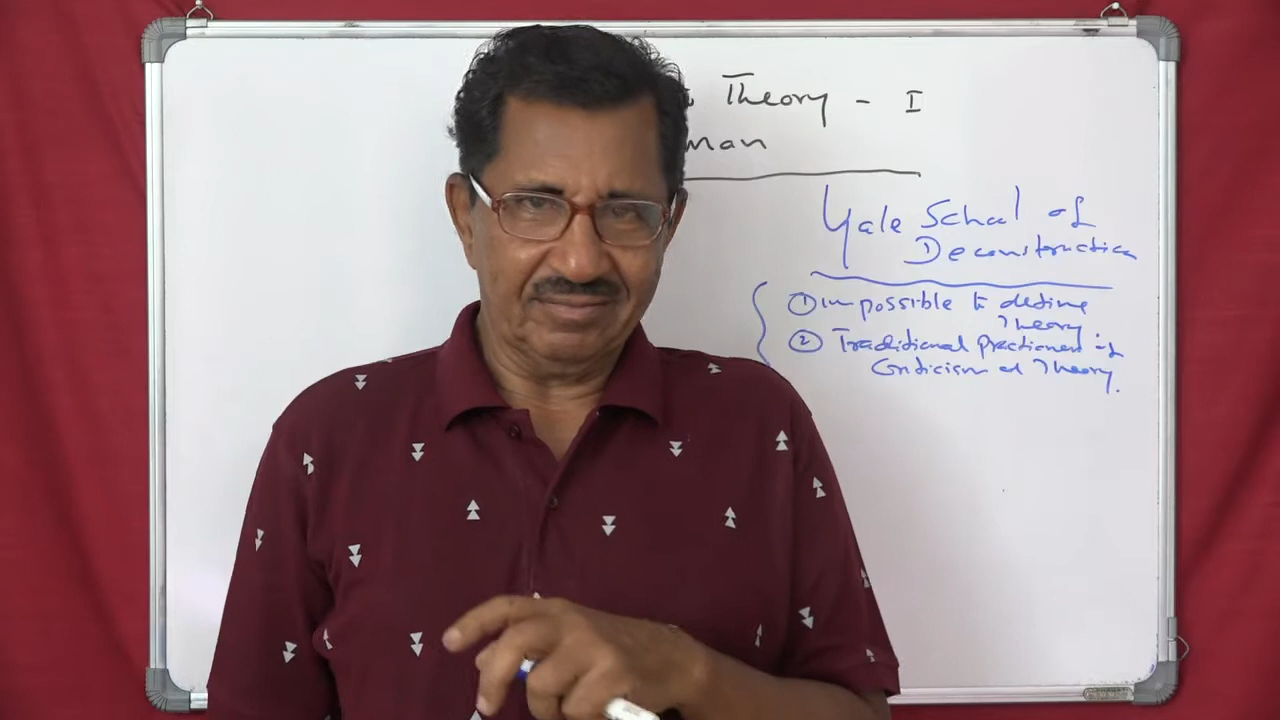 Theory - I
man
Yale School of
Deconstruction
① impossible to define
Theory.
② Traditional practioners of
Criticism of Theory.